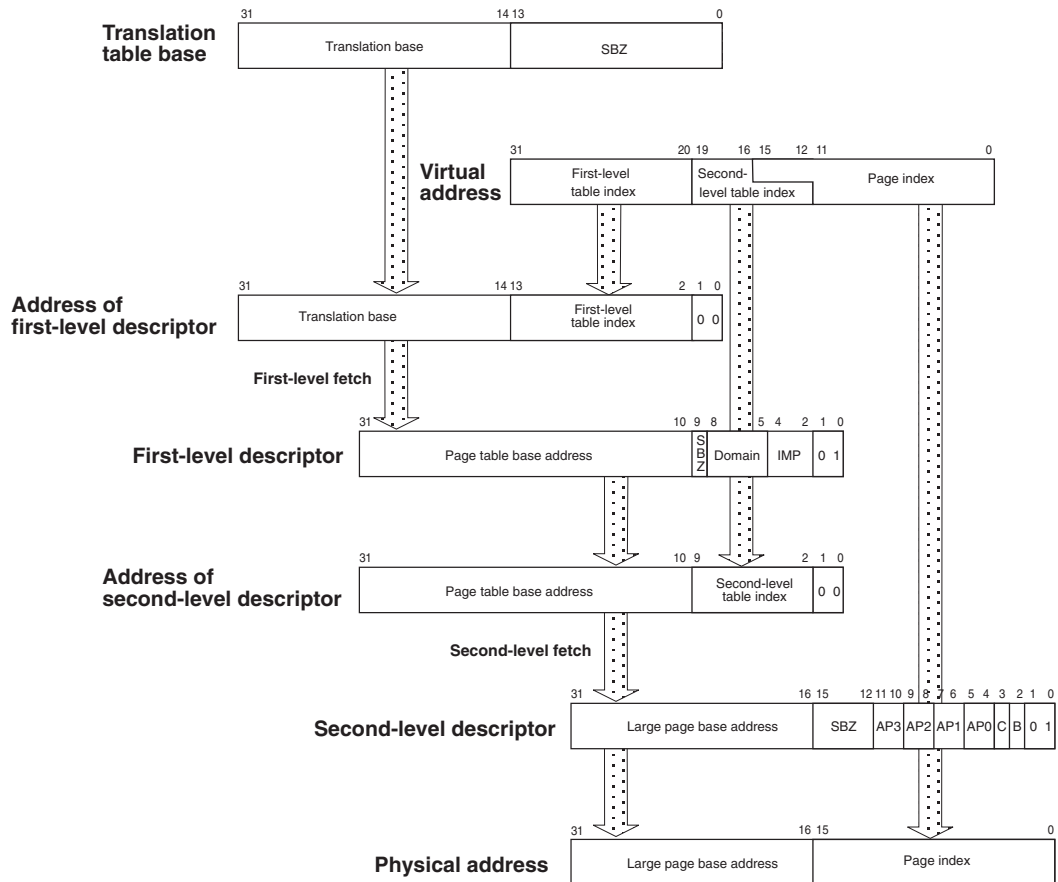 31 14 13 0
Translation table base
Translation base SBZ
31 20 19 16 15 12 11 0
Virtual address
First-level table index Second-level table index Page index
31 14 13 2 1 0
Address of first-level descriptor
Translation base First-level table index 0 0
First-level fetch
31 10 9 8 5 4 2 1 0
First-level descriptor
Page table base address SBZ Domain IMP 0 1
31 10 9 2 1 0
Address of second-level descriptor
Page table base address Second-level table index 0 0
Second-level fetch
31 16 15 12 11 10 9 8 7 6 5 4 3 2 1 0
Second-level descriptor
Large page base address SBZ AP3 AP2 AP1 AP0 C B 0 1
31 16 15 0
Physical address
Large page base address Page index